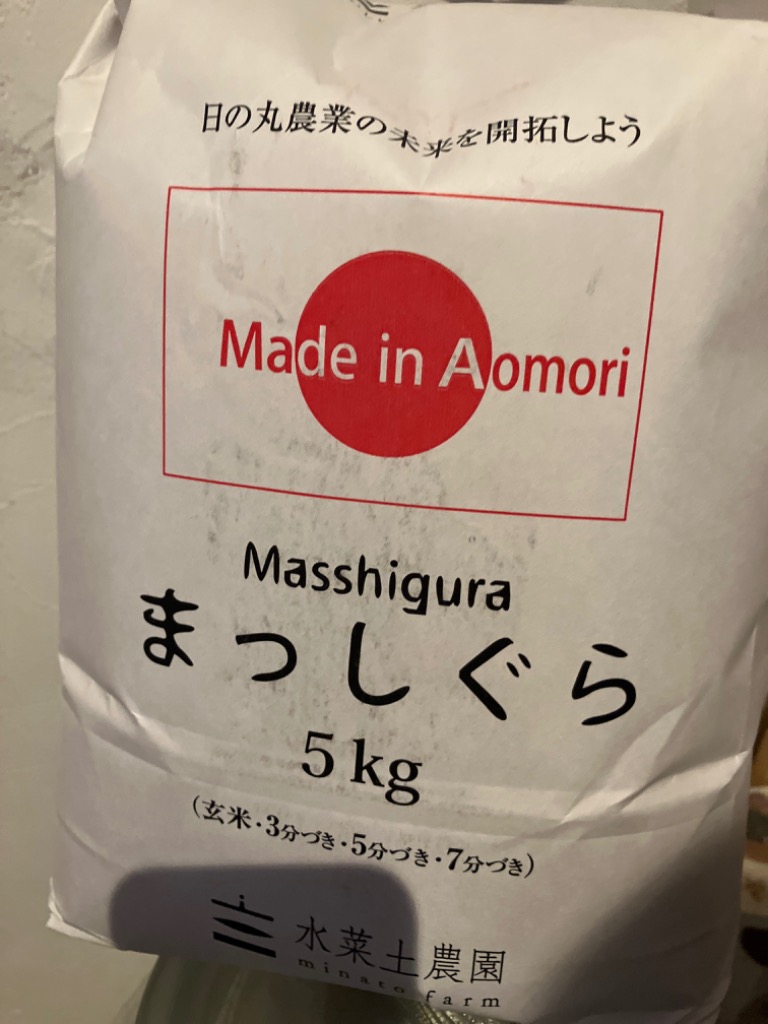 日の丸農業の未来を開拓しよう
Made in Aomori
Masshigura
まっしぐら
5kg
(玄米・3分づき・5分づき・7分づき)
水菜土農園
minato farm